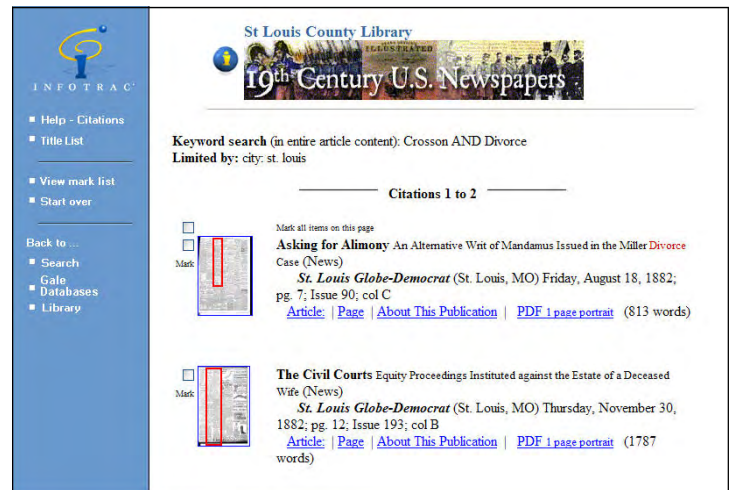 INFOTRAC
Help - Citations
Title List
View mark list
Start over
Back to ...
Search
Gale
Databases
Library
St Louis County Library
ILLUSTRATED
19th Century U.S. Newspapers
Keyword search (in entire article content): Crosson AND Divorce
Limited by: city: st. louis
Citations 1 to 2
Mark all items on this page
Mark
Asking for Alimony An Alternative Writ of Mandamus Issued in the Miller Divorce
Case (News)
St. Louis Globe-Democrat (St. Louis, MO) Friday, August 18, 1882;
pg. 7; Issue 90; col C
Article: | Page | About This Publication | PDF 1 page portrait (813 words)
Mark
The Civil Courts Equity Proceedings Instituted against the Estate of a Deceased
Wife (News)
St. Louis Globe-Democrat (St. Louis, MO) Thursday, November 30,
1882; pg. 12; Issue 193; col B
Article: | Page | About This Publication | PDF 1 page portrait (1787
words)